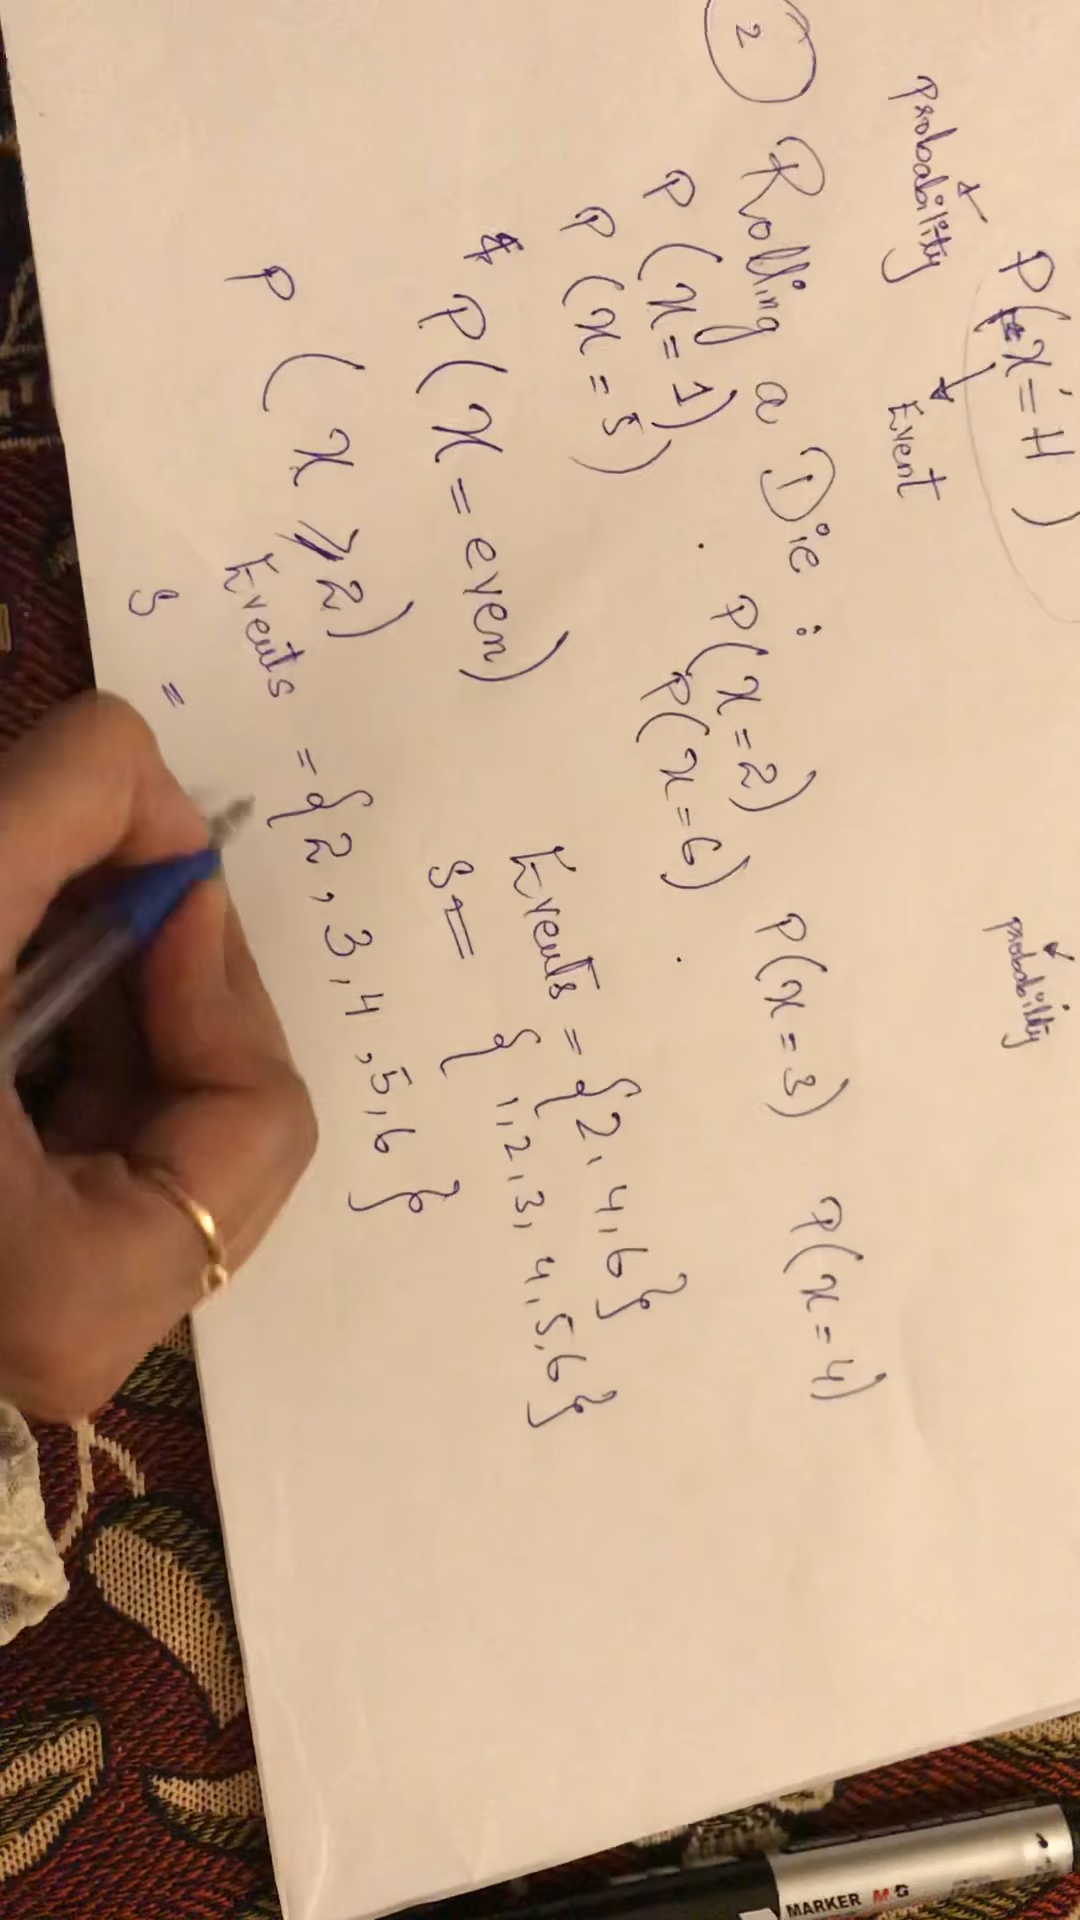 P(x = H)
probability
Event
probability
2 Rolling a Die :
P(x = 1) P(x = 2) P(x = 3) P(x = 4)
P(x = 5) P(x = 6)
* P(x = even) Events = {2, 4, 6}
S = {1, 2, 3, 4, 5, 6}
P(x ≥ 2)
Events = {2, 3, 4, 5, 6}
S =
MARKER M&G